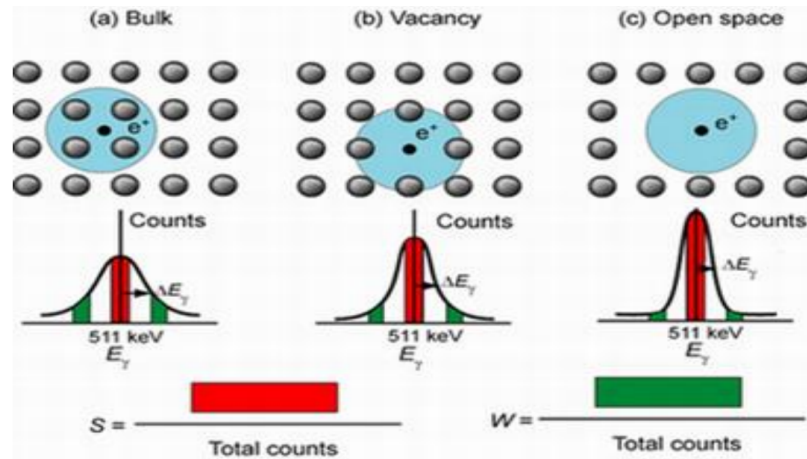 (a) Bulk
(b) Vacancy
(c) Open space
e+
e+
e+
Counts
Counts
Counts
ΔEγ
ΔEγ
ΔEγ
511 keV
511 keV
511 keV
Eγ
Eγ
Eγ
S =
Total counts
W =
Total counts